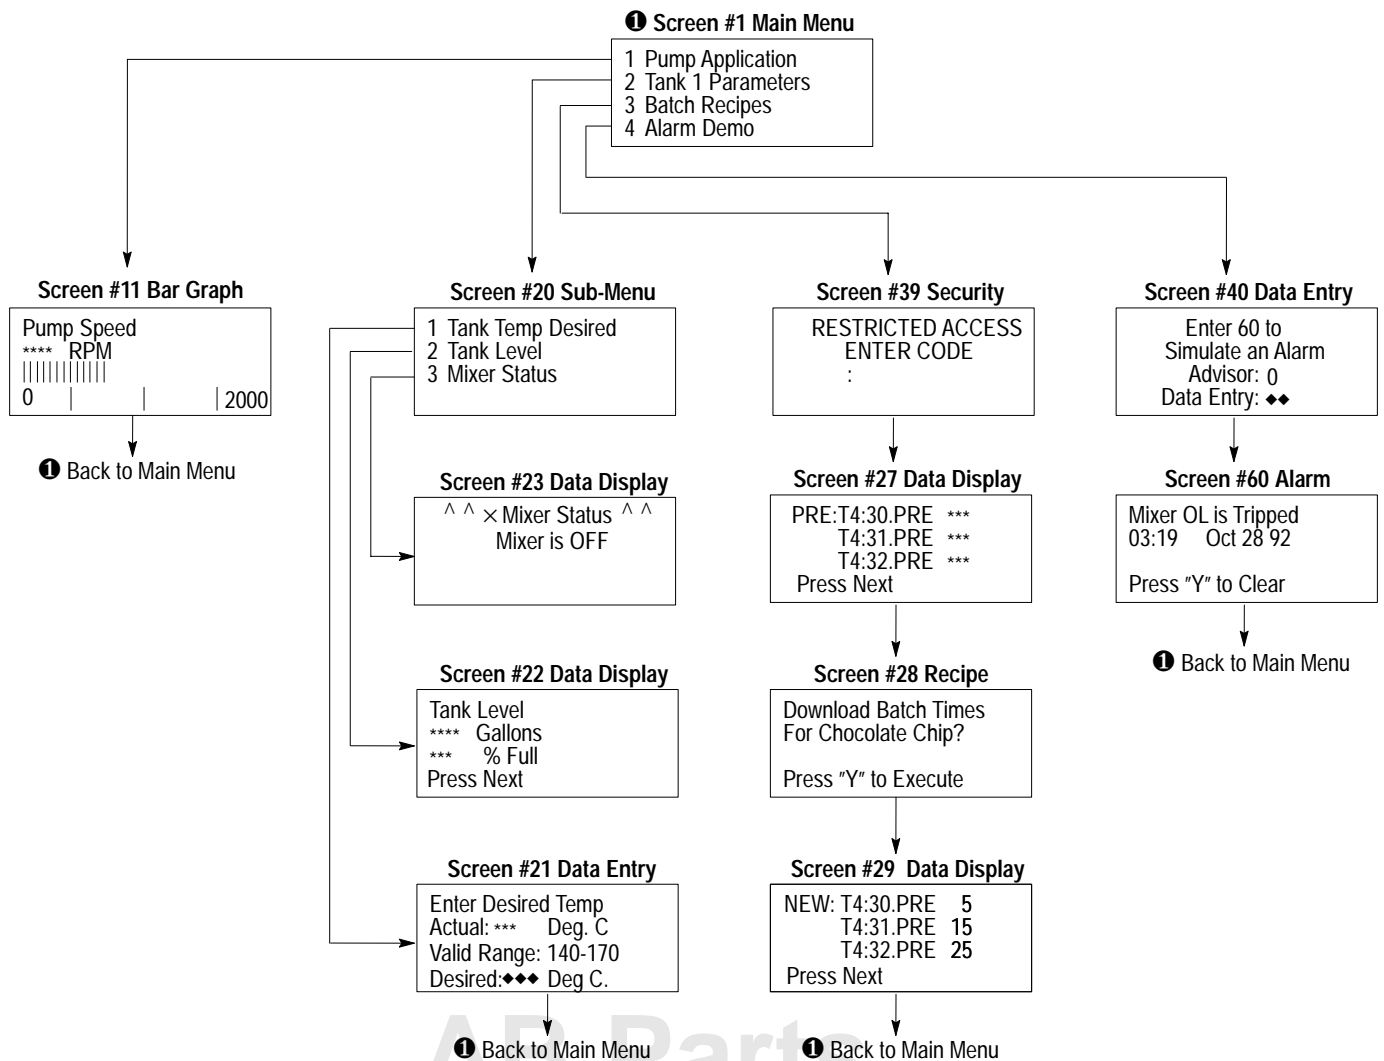 ❶ Screen #1 Main Menu
1 Pump Application
2 Tank 1 Parameters
3 Batch Recipes
4 Alarm Demo
Screen #11 Bar Graph
Pump Speed
**** RPM
|||||||||||||
0 | | | 2000
❶ Back to Main Menu
Screen #20 Sub-Menu
1 Tank Temp Desired
2 Tank Level
3 Mixer Status
Screen #23 Data Display
^ ^ × Mixer Status ^ ^
Mixer is OFF
Screen #22 Data Display
Tank Level
**** Gallons
*** % Full
Press Next
Screen #21 Data Entry
Enter Desired Temp
Actual: *** Deg. C
Valid Range: 140-170
Desired:◆◆◆ Deg C.
❶ Back to Main Menu
Screen #39 Security
RESTRICTED ACCESS
ENTER CODE
:
Screen #27 Data Display
PRE:T4:30.PRE ***
T4:31.PRE ***
T4:32.PRE ***
Press Next
Screen #28 Recipe
Download Batch Times
For Chocolate Chip?
Press "Y" to Execute
Screen #29 Data Display
NEW: T4:30.PRE 5
T4:31.PRE 15
T4:32.PRE 25
Press Next
❶ Back to Main Menu
Screen #40 Data Entry
Enter 60 to
Simulate an Alarm
Advisor: 0
Data Entry: ◆◆
Screen #60 Alarm
Mixer OL is Tripped
03:19 Oct 28 92
Press "Y" to Clear
❶ Back to Main Menu
AB Parts